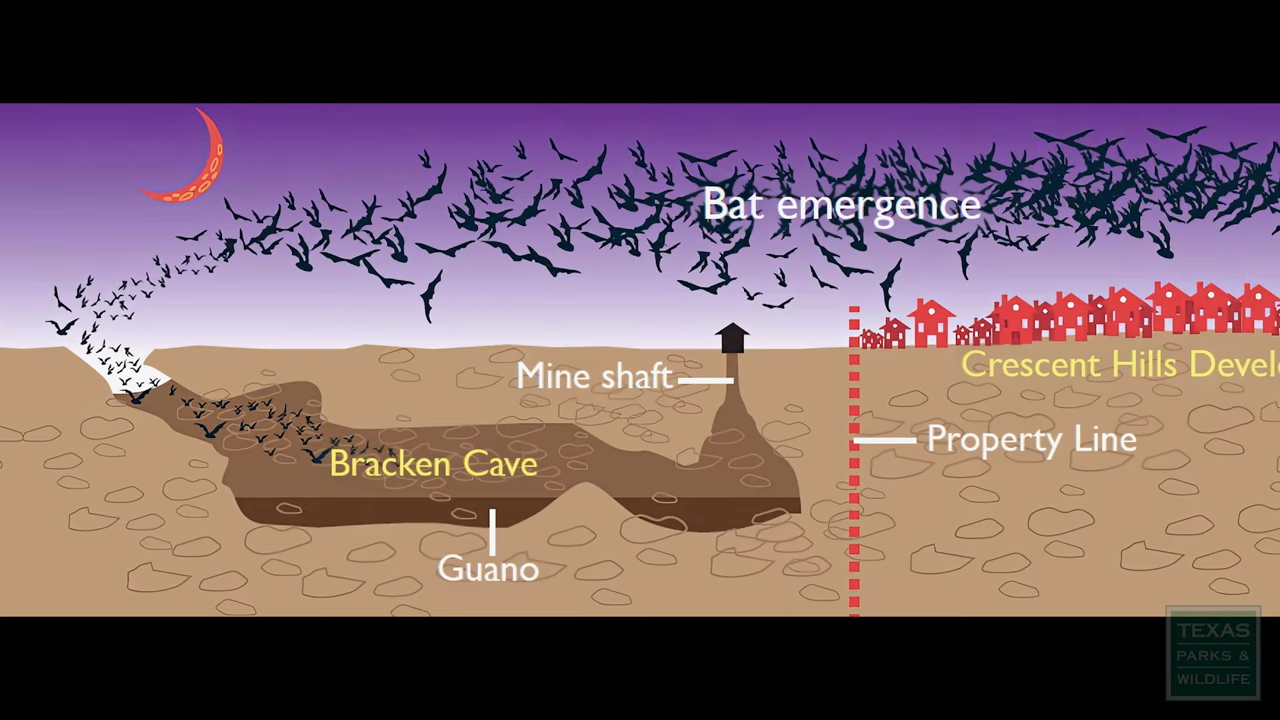 Bat emergence
Mine shaft
Crescent Hills Devel
Property Line
Bracken Cave
Guano
TEXAS
PARKS &
WILDLIFE